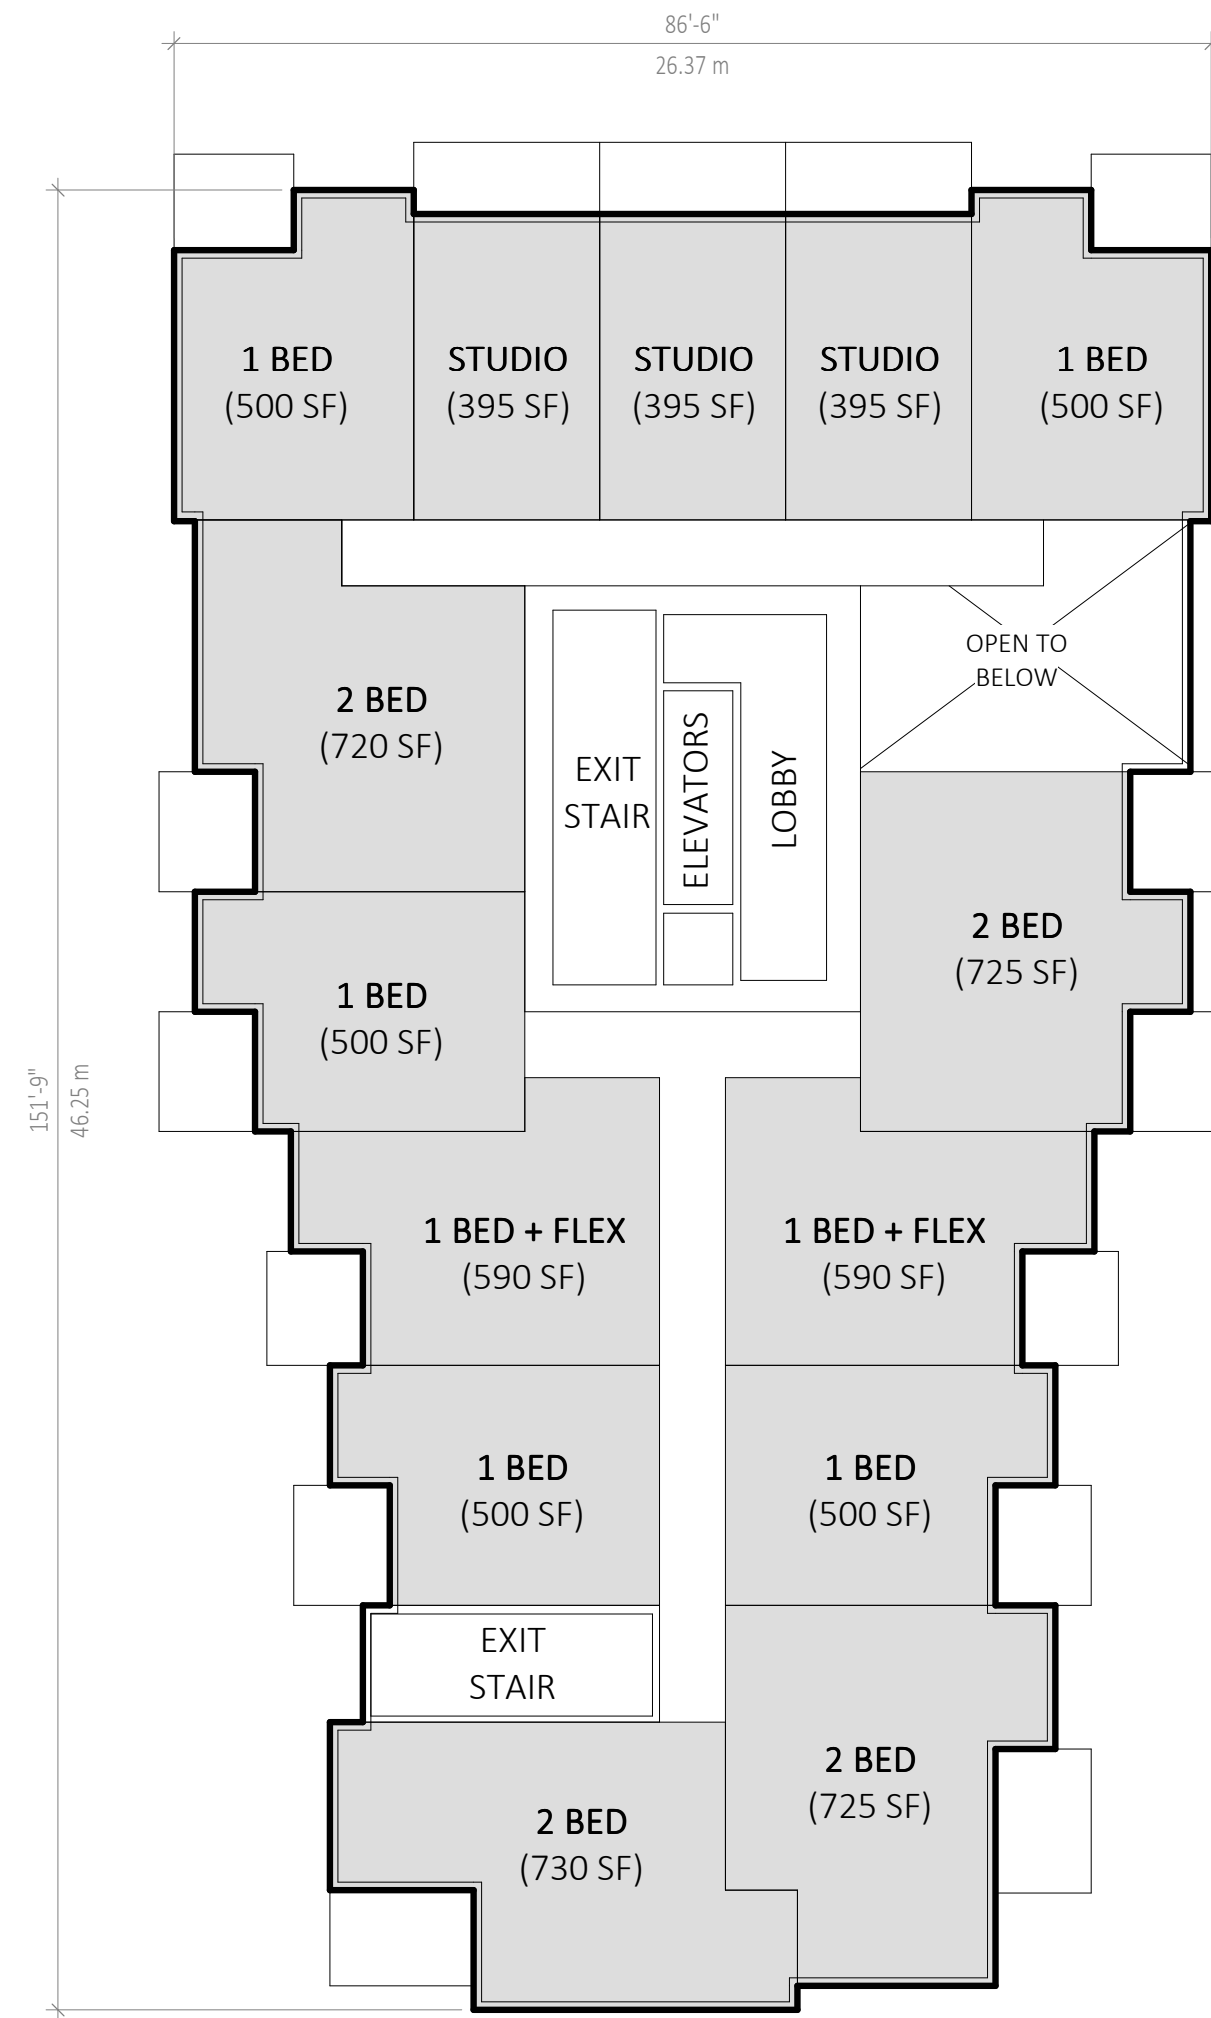 86'-6"
26.37 m
1 BED
(500 SF)
STUDIO
(395 SF)
STUDIO
(395 SF)
STUDIO
(395 SF)
1 BED
(500 SF)
OPEN TO
BELOW
2 BED
(720 SF)
EXIT
STAIR
ELEVATORS
LOBBY
2 BED
(725 SF)
1 BED
(500 SF)
151'-9"
46.25 m
1 BED + FLEX
(590 SF)
1 BED + FLEX
(590 SF)
1 BED
(500 SF)
1 BED
(500 SF)
EXIT
STAIR
2 BED
(725 SF)
2 BED
(730 SF)